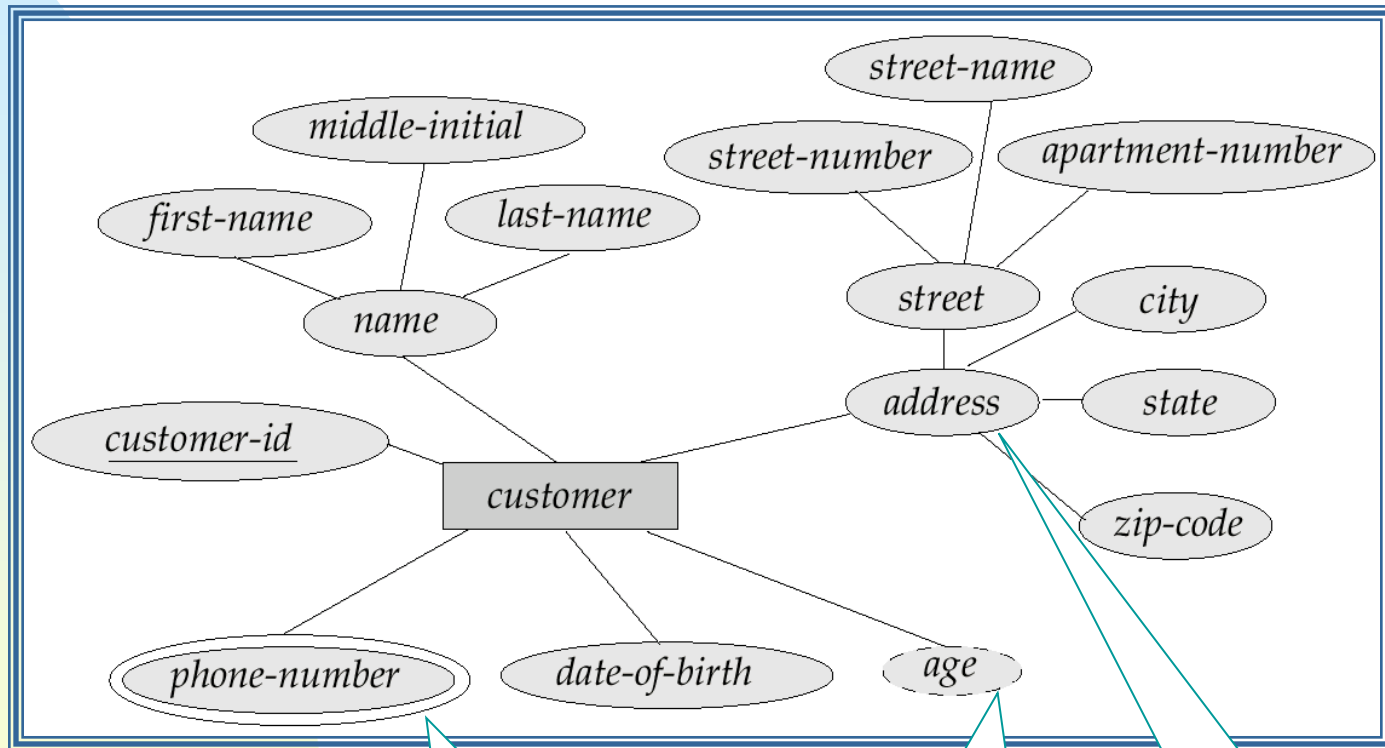 street-name
middle-initial
street-number
apartment-number
first-name
last-name
street
city
name
address
state
customer-id
customer
zip-code
phone-number
date-of-birth
age